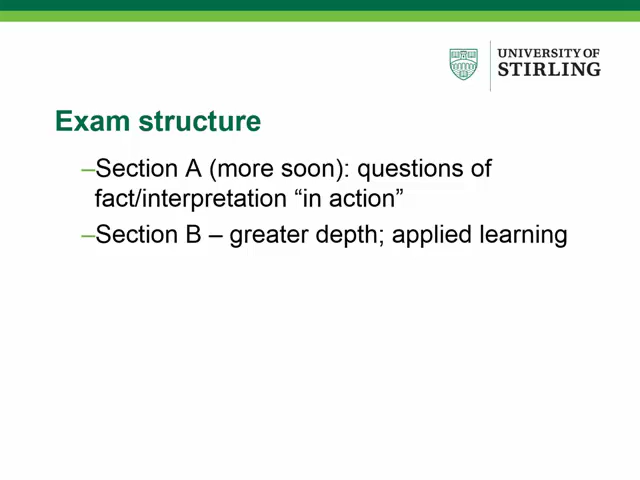 UNIVERSITY OF
STIRLING
Exam structure
–Section A (more soon): questions of
fact/interpretation “in action”
–Section B – greater depth; applied learning